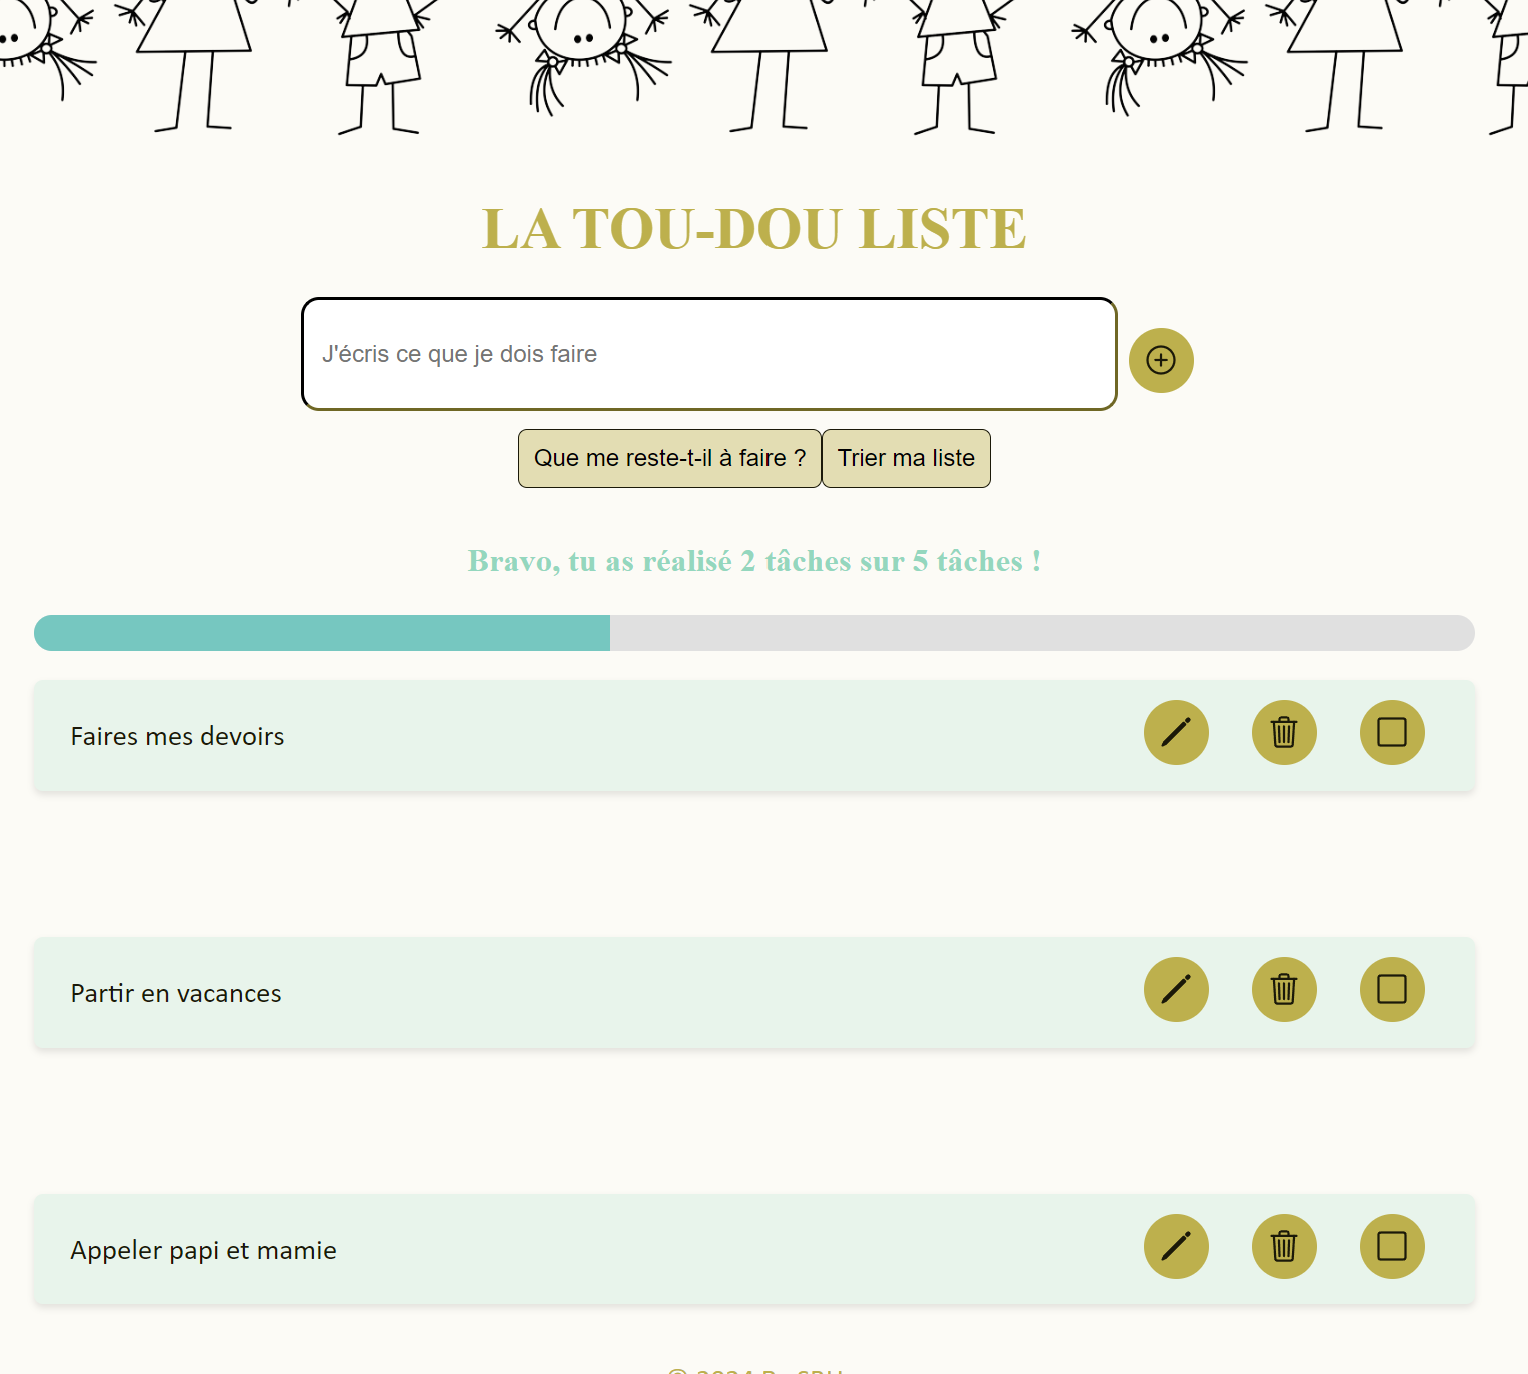 LA TOU-DOU LISTE
J'écris ce que je dois faire
Que me reste-t-il à faire ? Trier ma liste
Bravo, tu as réalisé 2 tâches sur 5 tâches !
Faires mes devoirs
Partir en vacances
Appeler papi et mamie
© 2024